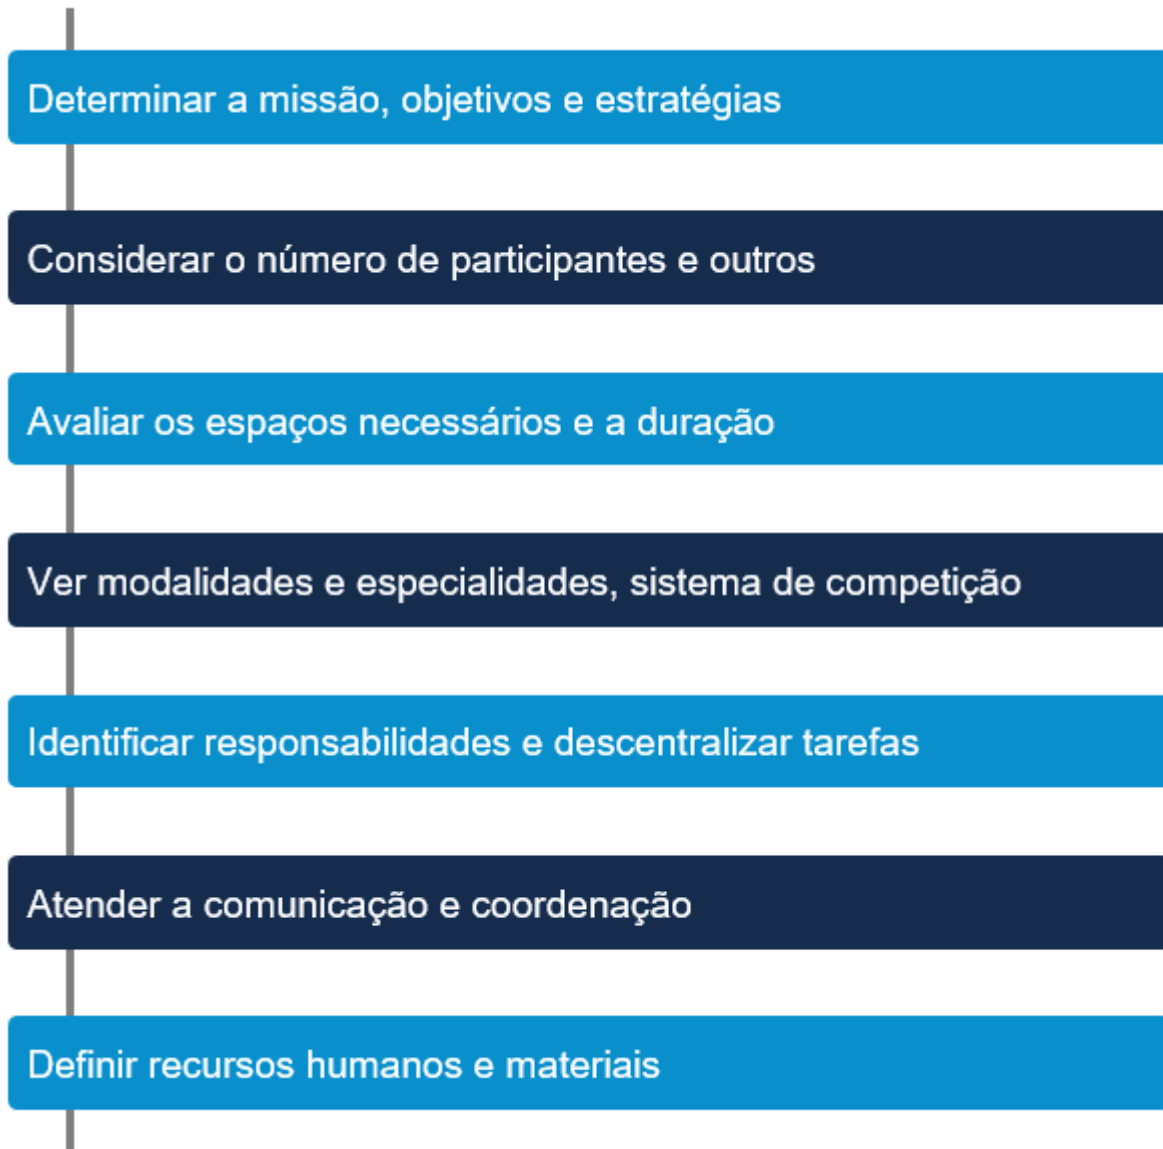 Determinar a missão, objetivos e estratégias
Considerar o número de participantes e outros
Avaliar os espaços necessários e a duração
Ver modalidades e especialidades, sistema de competição
Identificar responsabilidades e descentralizar tarefas
Atender a comunicação e coordenação
Definir recursos humanos e materiais